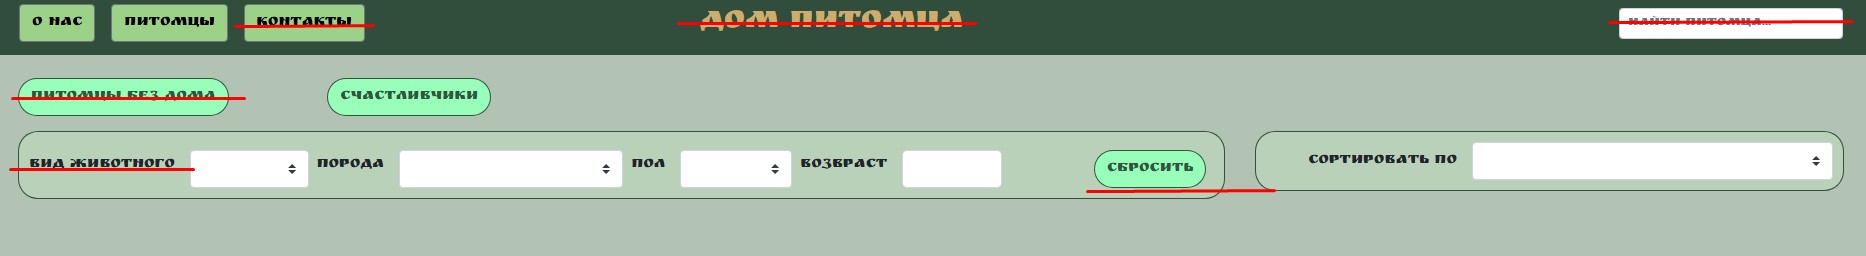 О НАС ПИТОМЦЫ КОНТАКТЫ ДОМ ПИТОМЦА НАЙТИ ПИТОМЦА...
ПИТОМЦЫ БЕЗ ДОМА СЧАСТЛИВЧИКИ
ВИД ЖИВОТНОГО ПОРОДА ПОЛ ВОЗВРАСТ СБРОСИТЬ СОРТИРОВАТЬ ПО